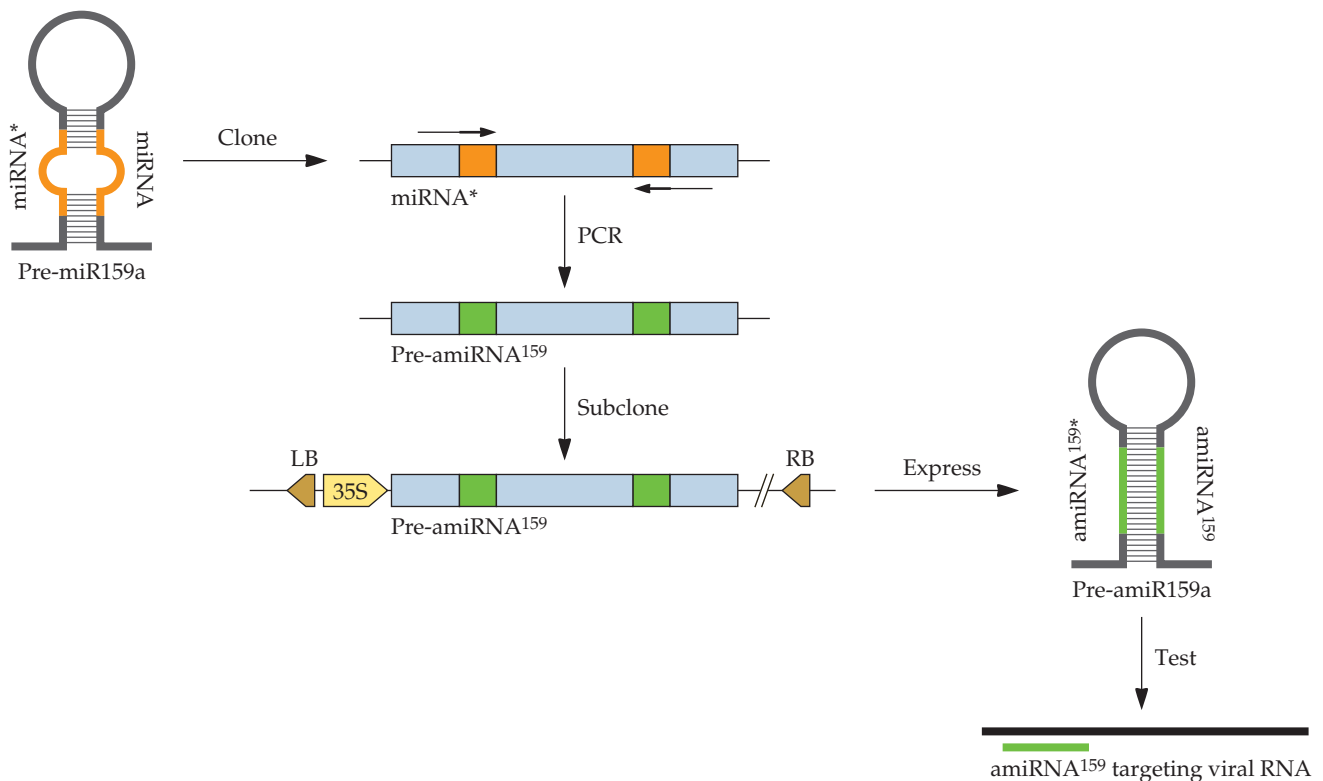 miRNA*
miRNA
Pre-miR159a
Clone
miRNA*
PCR
Pre-amiRNA¹⁵⁹
Subclone
LB
35S
RB
Pre-amiRNA¹⁵⁹
Express
amiRNA¹⁵⁹*
amiRNA¹⁵⁹
Pre-amiR159a
Test
amiRNA¹⁵⁹ targeting viral RNA